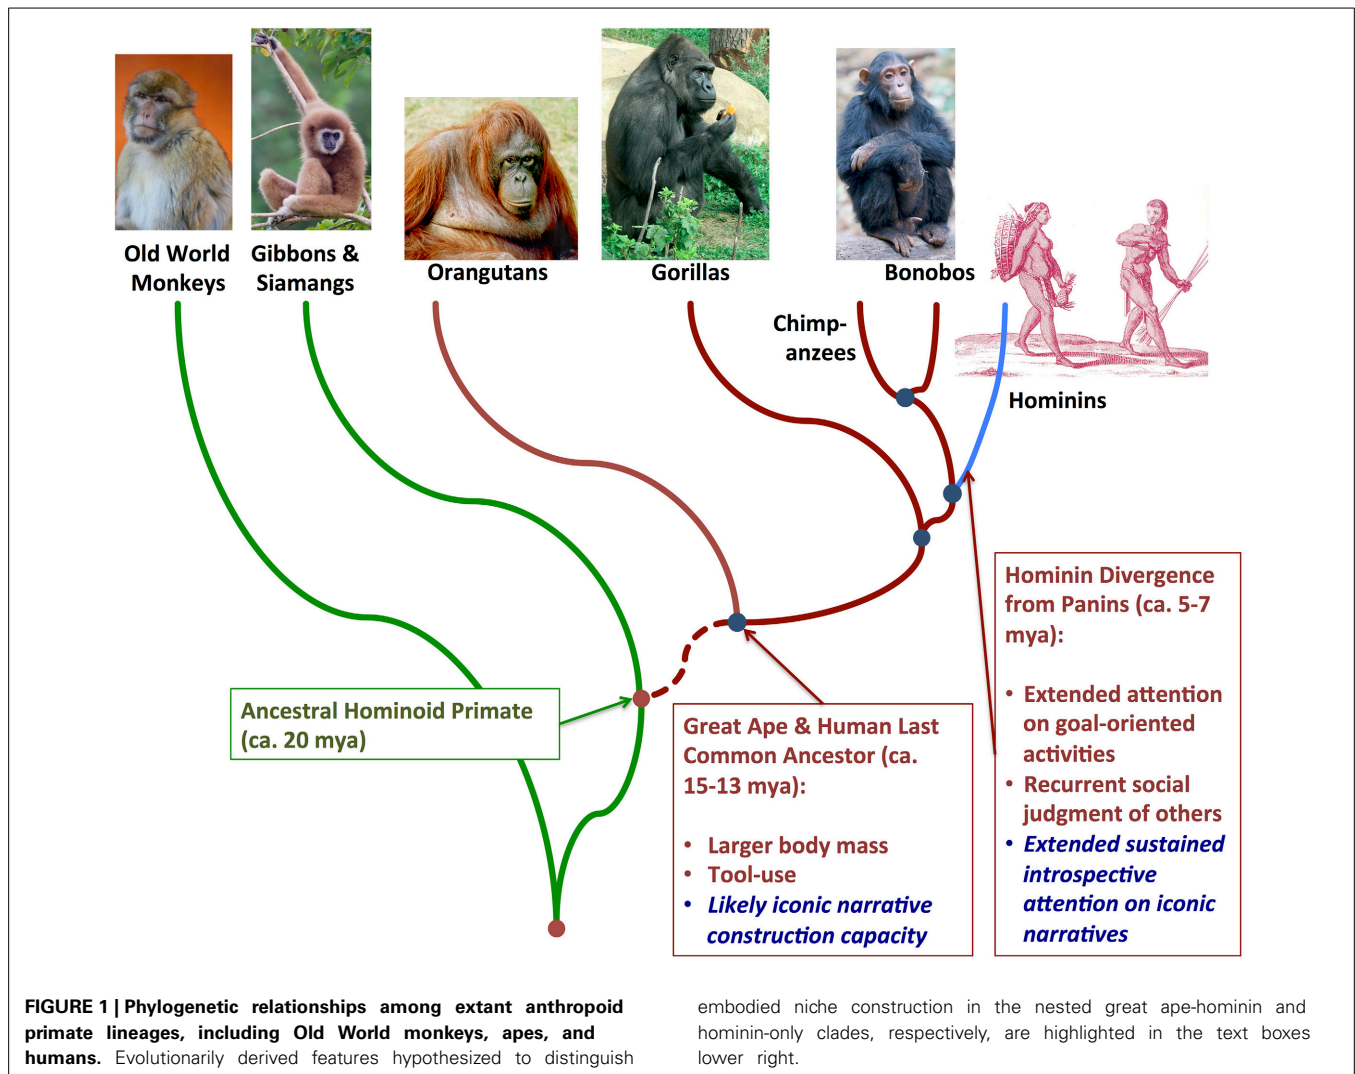 Old World
Monkeys
Gibbons &
Siamangs
Orangutans
Gorillas
Bonobos
Chimp-
anzees
Hominins
Hominin Divergence
from Panins (ca. 5-7
mya):
• Extended attention
on goal-oriented
activities
• Recurrent social
judgment of others
• Extended sustained
introspective
attention on iconic
narratives
Ancestral Hominoid Primate
(ca. 20 mya)
Great Ape & Human Last
Common Ancestor (ca.
15-13 mya):
• Larger body mass
• Tool-use
• Likely iconic narrative
construction capacity
FIGURE 1 | Phylogenetic relationships among extant anthropoid
primate lineages, including Old World monkeys, apes, and
humans. Evolutionarily derived features hypothesized to distinguish
embodied niche construction in the nested great ape-hominin and
hominin-only clades, respectively, are highlighted in the text boxes
lower right.